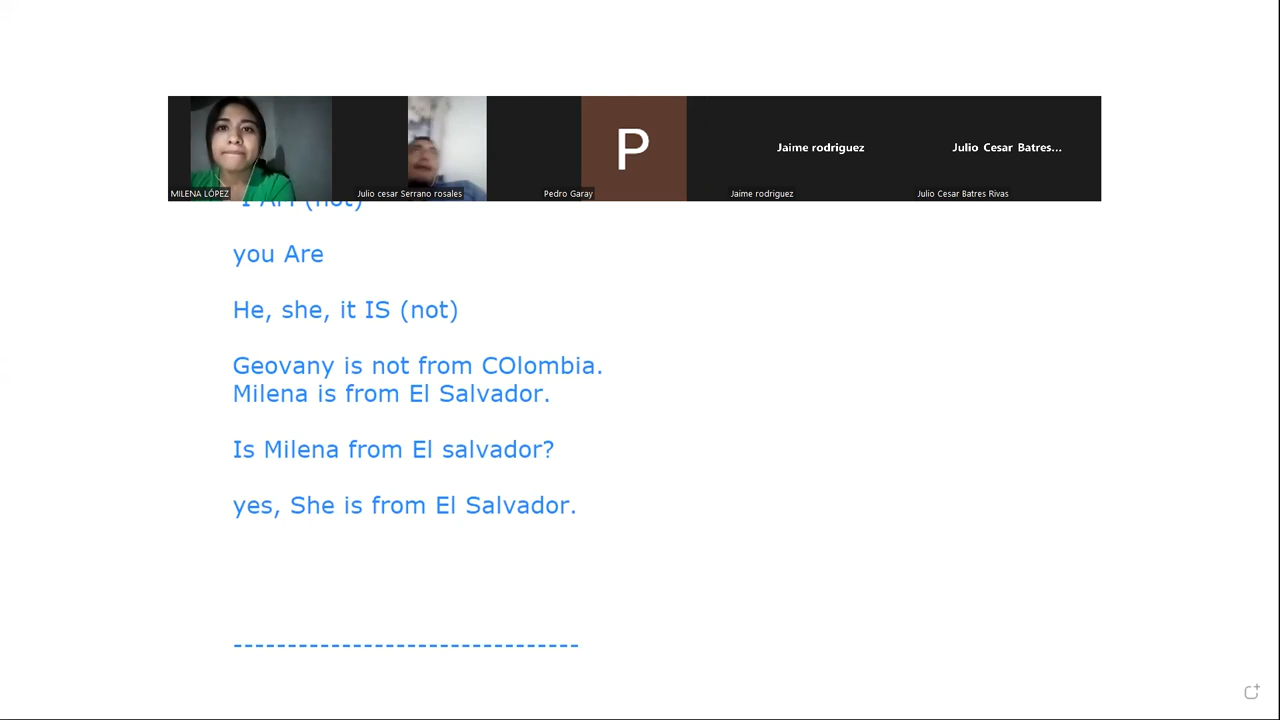 P
Jaime rodriguez
Julio Cesar Batres...
MILENA LÓPEZ
Julio cesar Serrano rosales
Pedro Garay
Jaime rodriguez
Julio Cesar Batres Rivas
I AM (not)
you Are
He, she, it IS (not)
Geovany is not from COlombia.
Milena is from El Salvador.
Is Milena from El salvador?
yes, She is from El Salvador.
--------------------------------